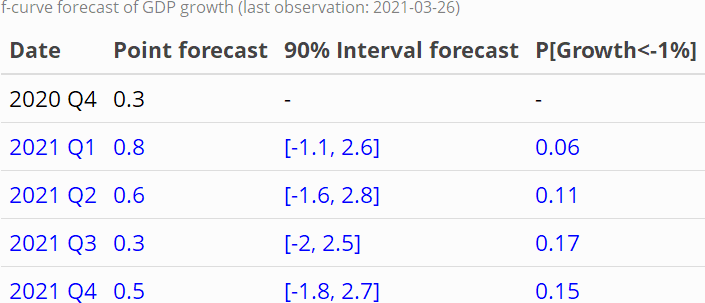 f-curve forecast of GDP growth (last observation: 2021-03-26)
Date Point forecast 90% Interval forecast P[Growth<-1%]
2020 Q4 0.3 - -
2021 Q1 0.8 [-1.1, 2.6] 0.06
2021 Q2 0.6 [-1.6, 2.8] 0.11
2021 Q3 0.3 [-2, 2.5] 0.17
2021 Q4 0.5 [-1.8, 2.7] 0.15